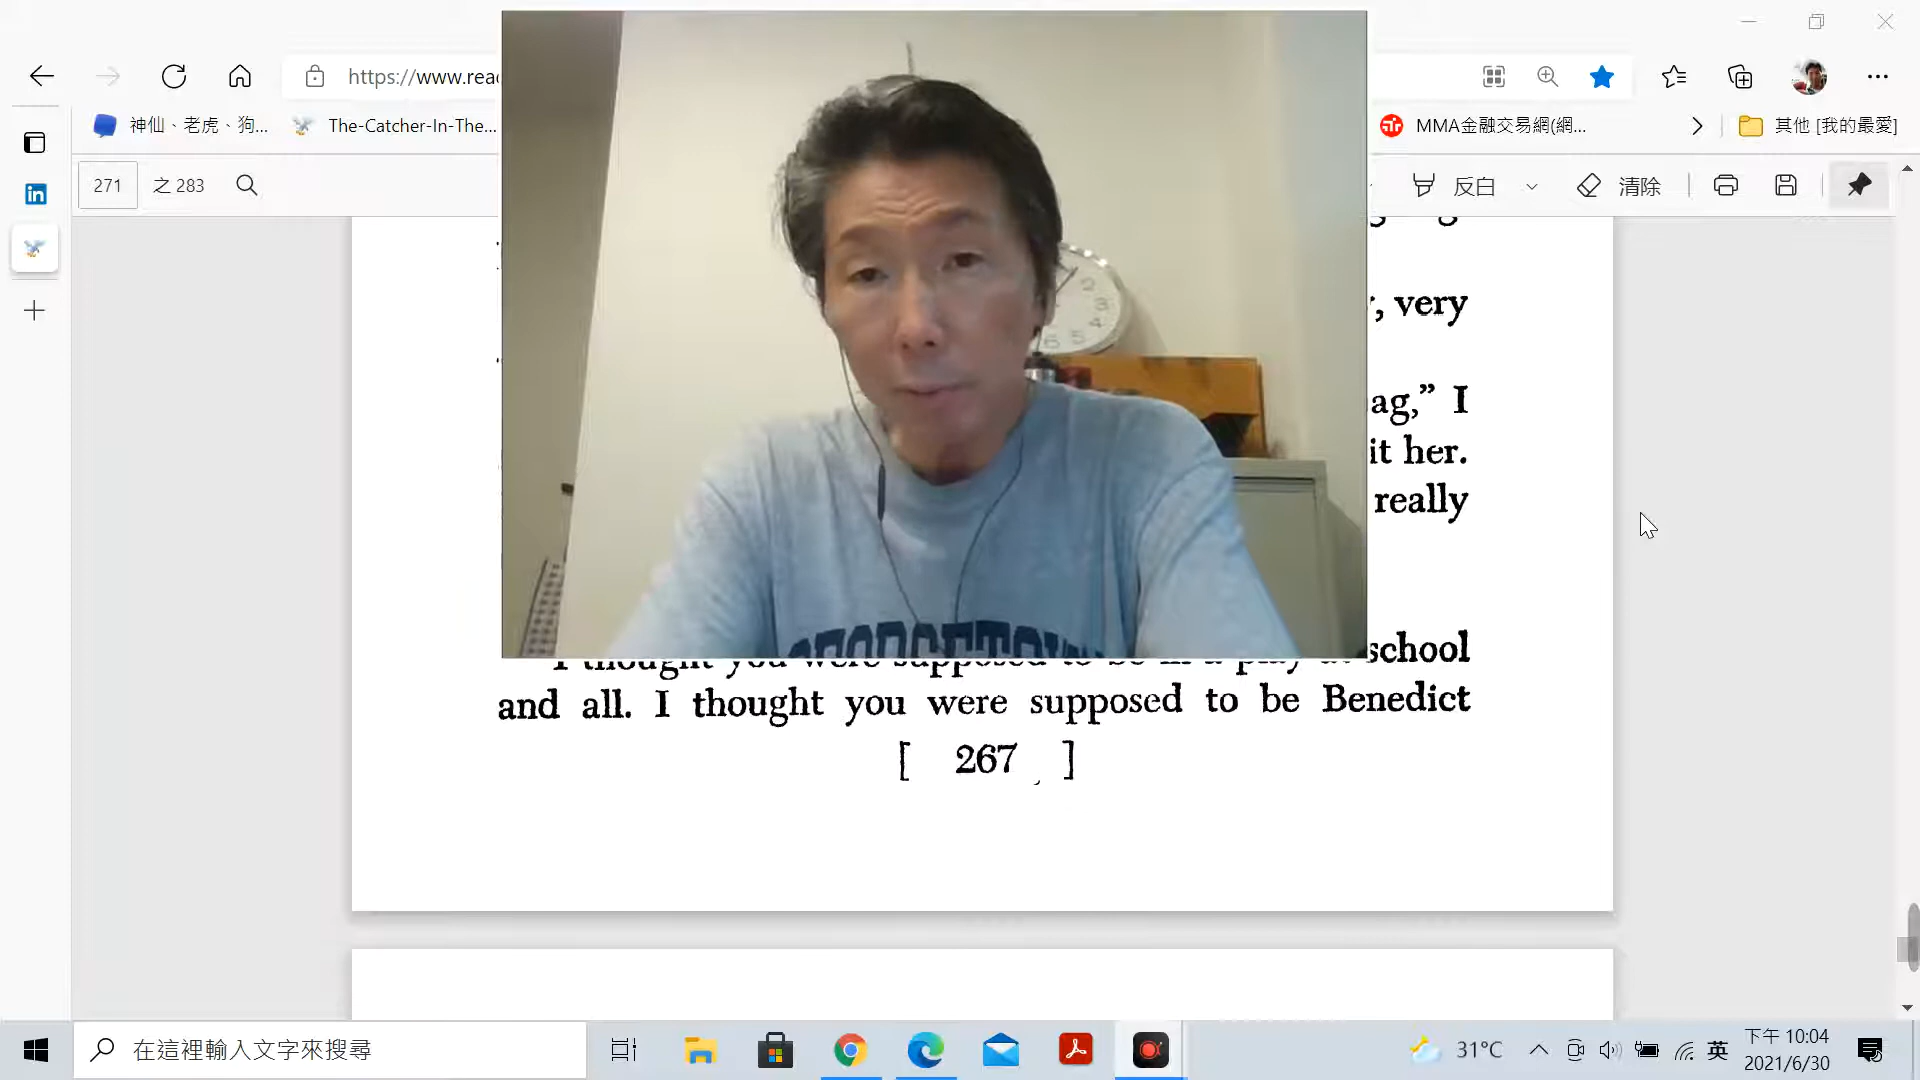 https://www.read
神仙、老虎、狗...
The-Catcher-In-The...
MMA金融交易網(網...
其他 [我的最愛]
271 之 283
反白
清除
, very
ag,” I
it her.
really
school
and all. I thought you were supposed to be Benedict
[ 267 ]
在這裡輸入文字來搜尋
31°C
英
下午 10:04
2021/6/30